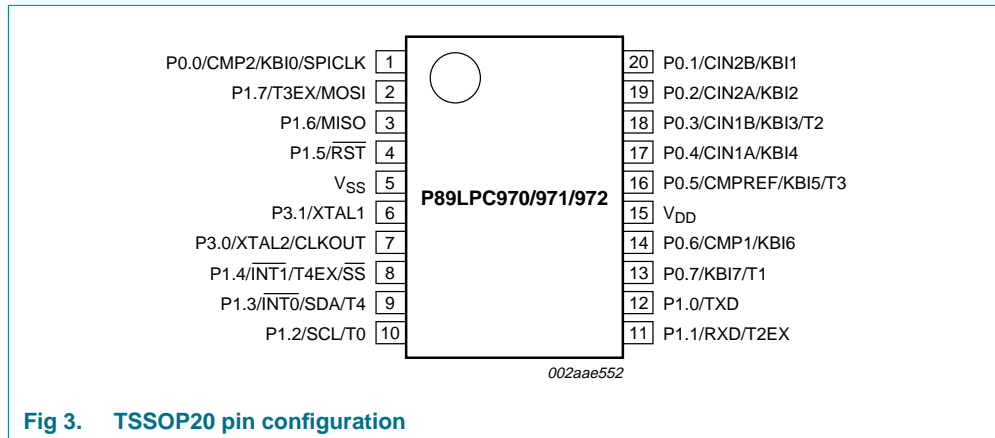 P0.0/CMP2/KBI0/SPICLK 1
P1.7/T3EX/MOSI 2
P1.6/MISO 3
P1.5/R̅S̅T̅ 4
VSS 5
P3.1/XTAL1 6
P3.0/XTAL2/CLKOUT 7
P1.4/I̅N̅T̅1̅/T4EX/S̅S̅ 8
P1.3/I̅N̅T̅0̅/SDA/T4 9
P1.2/SCL/T0 10
P89LPC970/971/972
20 P0.1/CIN2B/KBI1
19 P0.2/CIN2A/KBI2
18 P0.3/CIN1B/KBI3/T2
17 P0.4/CIN1A/KBI4
16 P0.5/CMPREF/KBI5/T3
15 VDD
14 P0.6/CMP1/KBI6
13 P0.7/KBI7/T1
12 P1.0/TXD
11 P1.1/RXD/T2EX
002aae552
Fig 3. TSSOP20 pin configuration